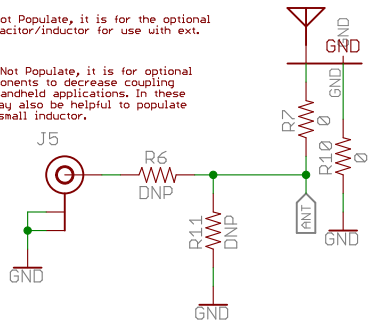 ot Populate, it is for the optional
acitor/inductor for use with ext.
Not Populate, it is for optional
onents to decrease coupling
andheld applications. In these
ay also be helpful to populate
small inductor.
GND
GND
GND
J5
R7
0
R10
0
R6
DNP
ANT
R11
DNP
GND
GND
GND